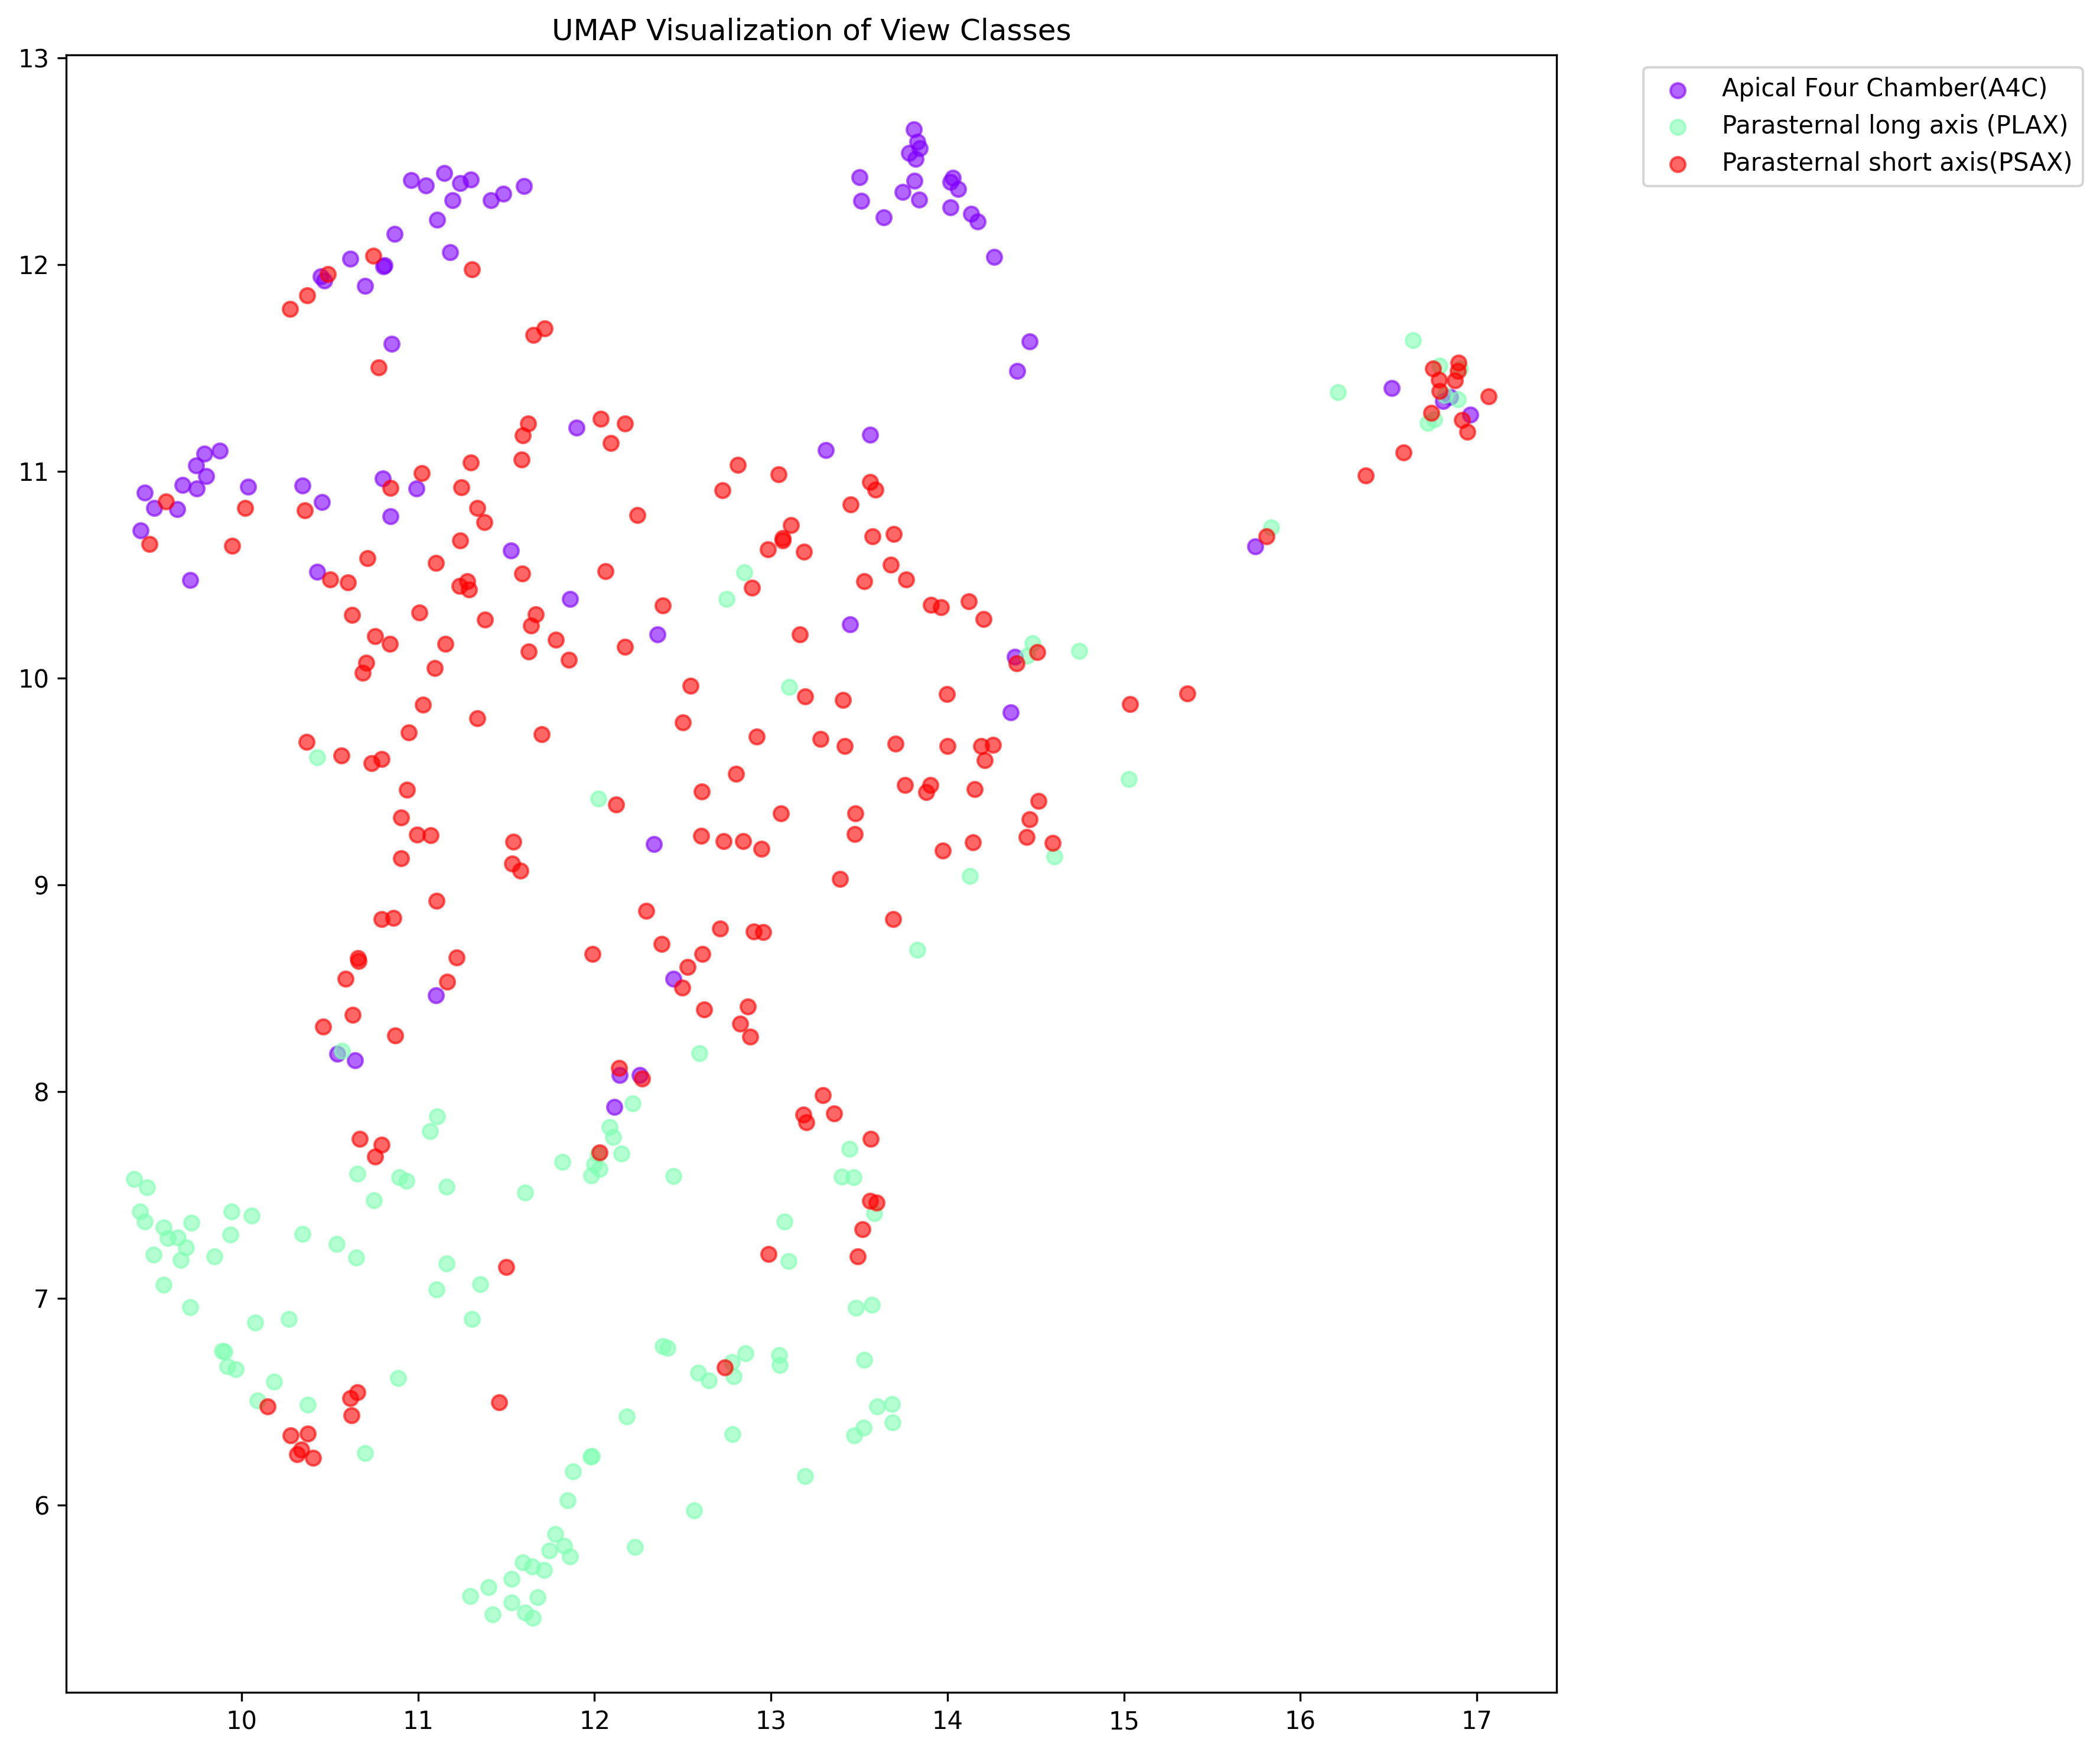 UMAP Visualization of View Classes
13
12
11
10
9
8
7
6
10 11 12 13 14 15 16 17
Apical Four Chamber(A4C)
Parasternal long axis (PLAX)
Parasternal short axis(PSAX)